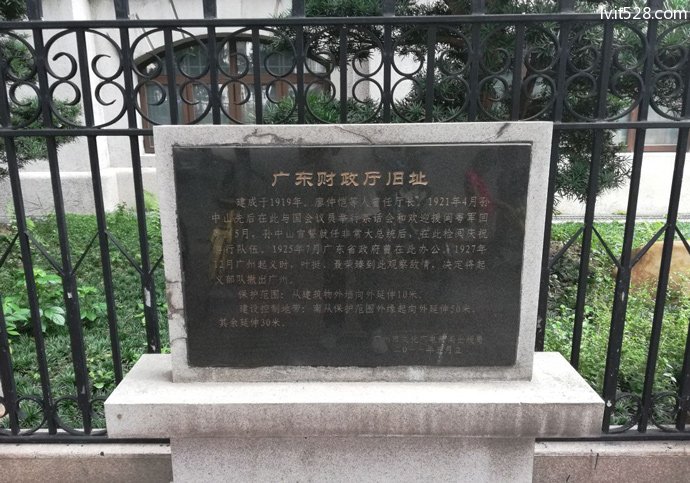 lvit528.com
广东财政厅旧址
建成于1919年。廖仲恺等人曾任厅长。1921年4月孙
中山先后在此与国会议员举行茶话会和欢迎援闽粤军回
5月，孙中山宣誓就任非常大总统后，在此检阅庆祝
游行队伍。1925年7月广东省政府曾在此办公。1927年
12月广州起义时，叶挺、聂荣臻到此观察敌情，决定将起
义部队撤出广州。
保护范围：从建筑物外墙向外延伸10米。
建设控制地带：南从保护范围外缘起向外延伸50米，
其余延伸30米。